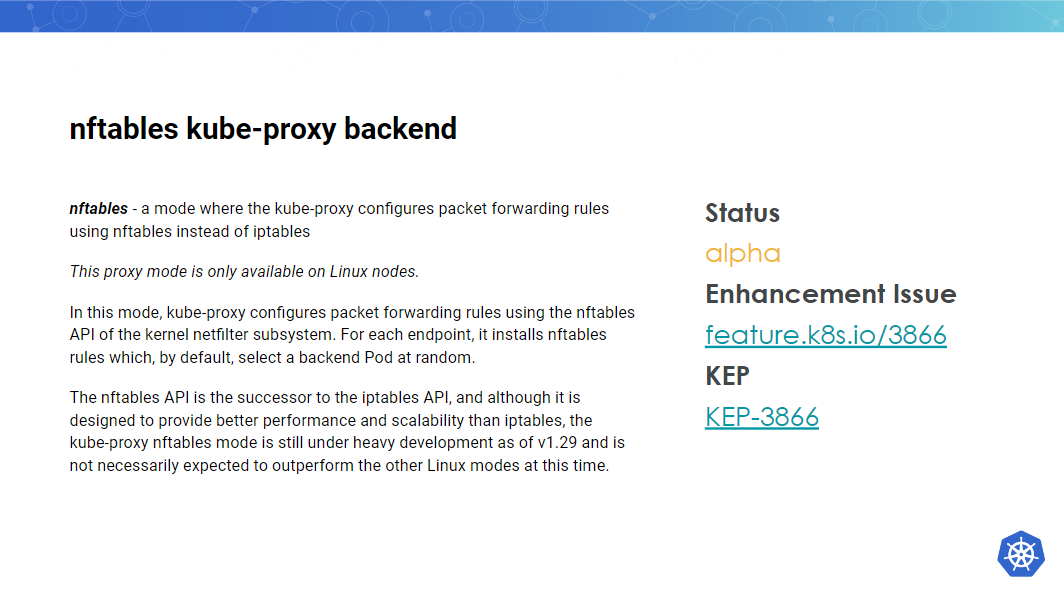 nftables kube-proxy backend
nftables - a mode where the kube-proxy configures packet forwarding rules
using nftables instead of iptables
This proxy mode is only available on Linux nodes.
In this mode, kube-proxy configures packet forwarding rules using the nftables
API of the kernel netfilter subsystem. For each endpoint, it installs nftables
rules which, by default, select a backend Pod at random.
The nftables API is the successor to the iptables API, and although it is
designed to provide better performance and scalability than iptables, the
kube-proxy nftables mode is still under heavy development as of v1.29 and is
not necessarily expected to outperform the other Linux modes at this time.
Status
alpha
Enhancement Issue
feature.k8s.io/3866
KEP
KEP-3866